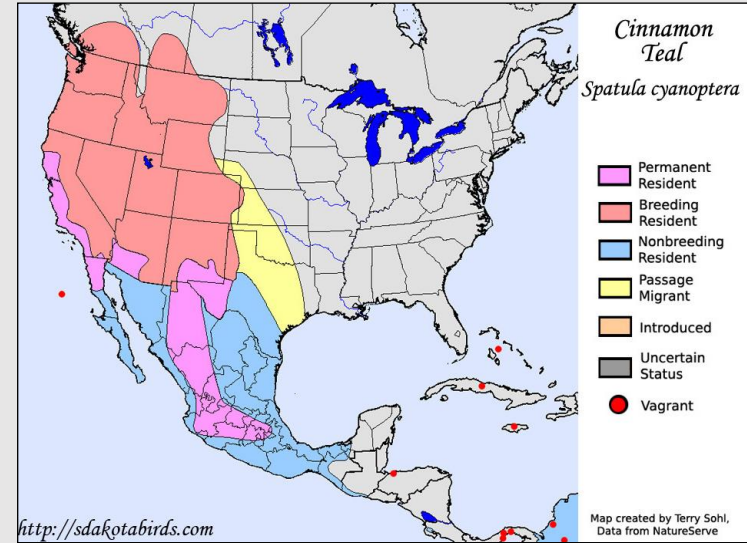 Cinnamon
Teal
Spatula cyanoptera
Permanent
Resident
Breeding
Resident
Nonbreeding
Resident
Passage
Migrant
Introduced
Uncertain
Status
Vagrant
http://sdakotabirds.com
Map created by Terry Sohl,
Data from NatureServe